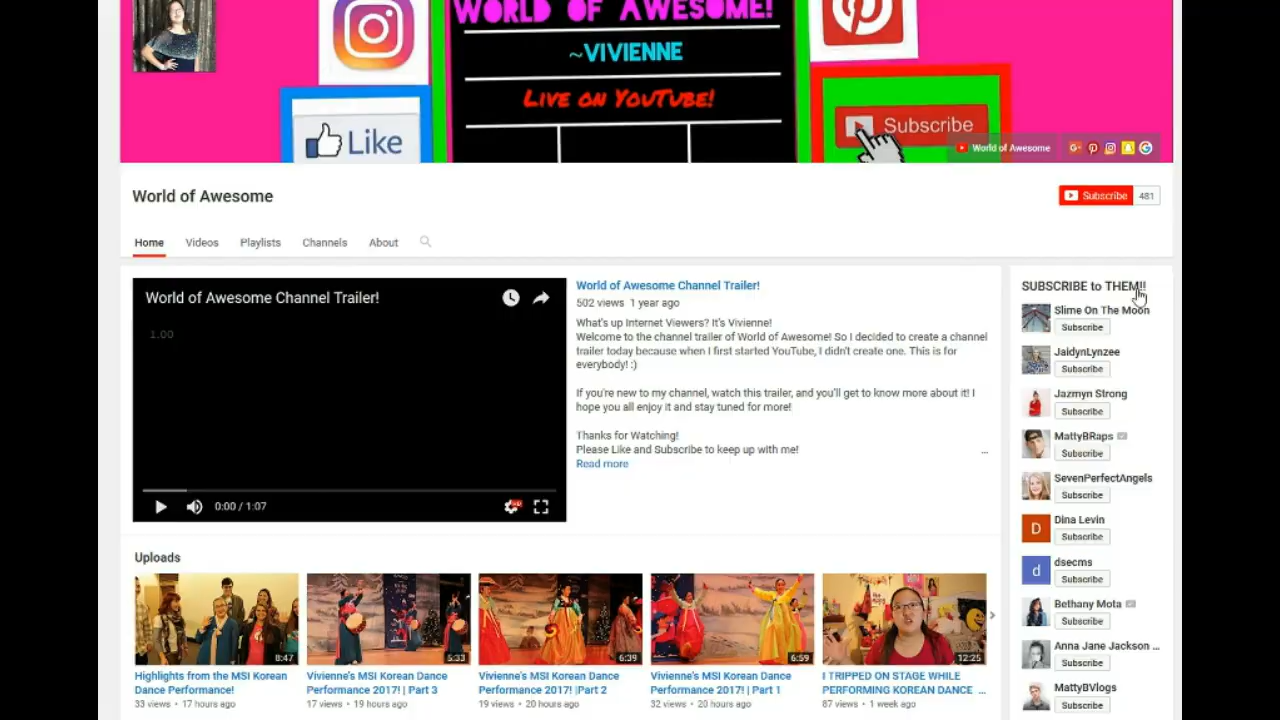 WORLD OF AWESOME!
~VIVIENNE
LIVE ON YOUTUBE!
Like
Subscribe
World of Awesome
World of Awesome
Subscribe 481
Home Videos Playlists Channels About
World of Awesome Channel Trailer!
1.00
0:00 / 1:07
World of Awesome Channel Trailer!
502 views 1 year ago
What's up Internet Viewers? It's Vivienne!
Welcome to the channel trailer of World of Awesome! So I decided to create a channel
trailer today because when I first started YouTube, I didn't create one. This is for
everybody! :)
If you're new to my channel, watch this trailer, and you'll get to know more about it! I
hope you all enjoy it and stay tuned for more!
Thanks for Watching!
Please Like and Subscribe to keep up with me! ...
Read more
SUBSCRIBE to THEM!!
Slime On The Moon
Subscribe
JaidynLynzee
Subscribe
Jazmyn Strong
Subscribe
MattyBRaps
Subscribe
SevenPerfectAngels
Subscribe
D
Dina Levin
Subscribe
d
dsecms
Subscribe
Bethany Mota
Subscribe
Anna Jane Jackson ...
Subscribe
MattyBVlogs
Subscribe
Uploads
8:47
Highlights from the MSI Korean
Dance Performance!
33 views • 17 hours ago
5:33
Vivienne's MSI Korean Dance
Performance 2017! | Part 3
17 views • 19 hours ago
6:39
Vivienne's MSI Korean Dance
Performance 2017! |Part 2
19 views • 20 hours ago
6:59
Vivienne's MSI Korean Dance
Performance 2017! | Part 1
32 views • 20 hours ago
12:25
I TRIPPED ON STAGE WHILE
PERFORMING KOREAN DANCE ...
87 views • 1 week ago